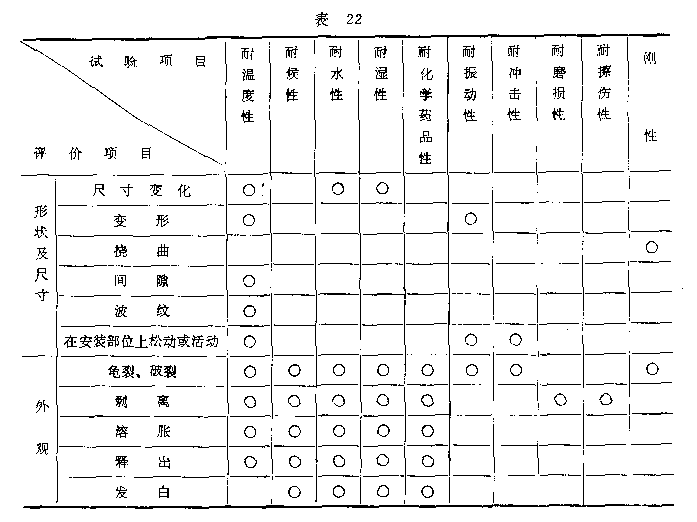 表 22
试验项目 耐温度性 耐候性 耐水性 耐湿性 耐化学药品性 耐振动性 耐冲击性 耐磨损性 耐擦伤性 刚性
评价项目
形状及尺寸
尺寸变化 ○ ○ ○
变形 ○ ○
挠曲 ○
间隙 ○
波纹 ○
在安装部位上松动或活动 ○ ○ ○
外观
龟裂、破裂 ○ ○ ○ ○ ○ ○ ○ ○
剥离 ○ ○ ○ ○ ○ ○ ○
溶胀 ○ ○ ○ ○ ○
释出 ○ ○ ○ ○ ○
发白 ○ ○ ○ ○